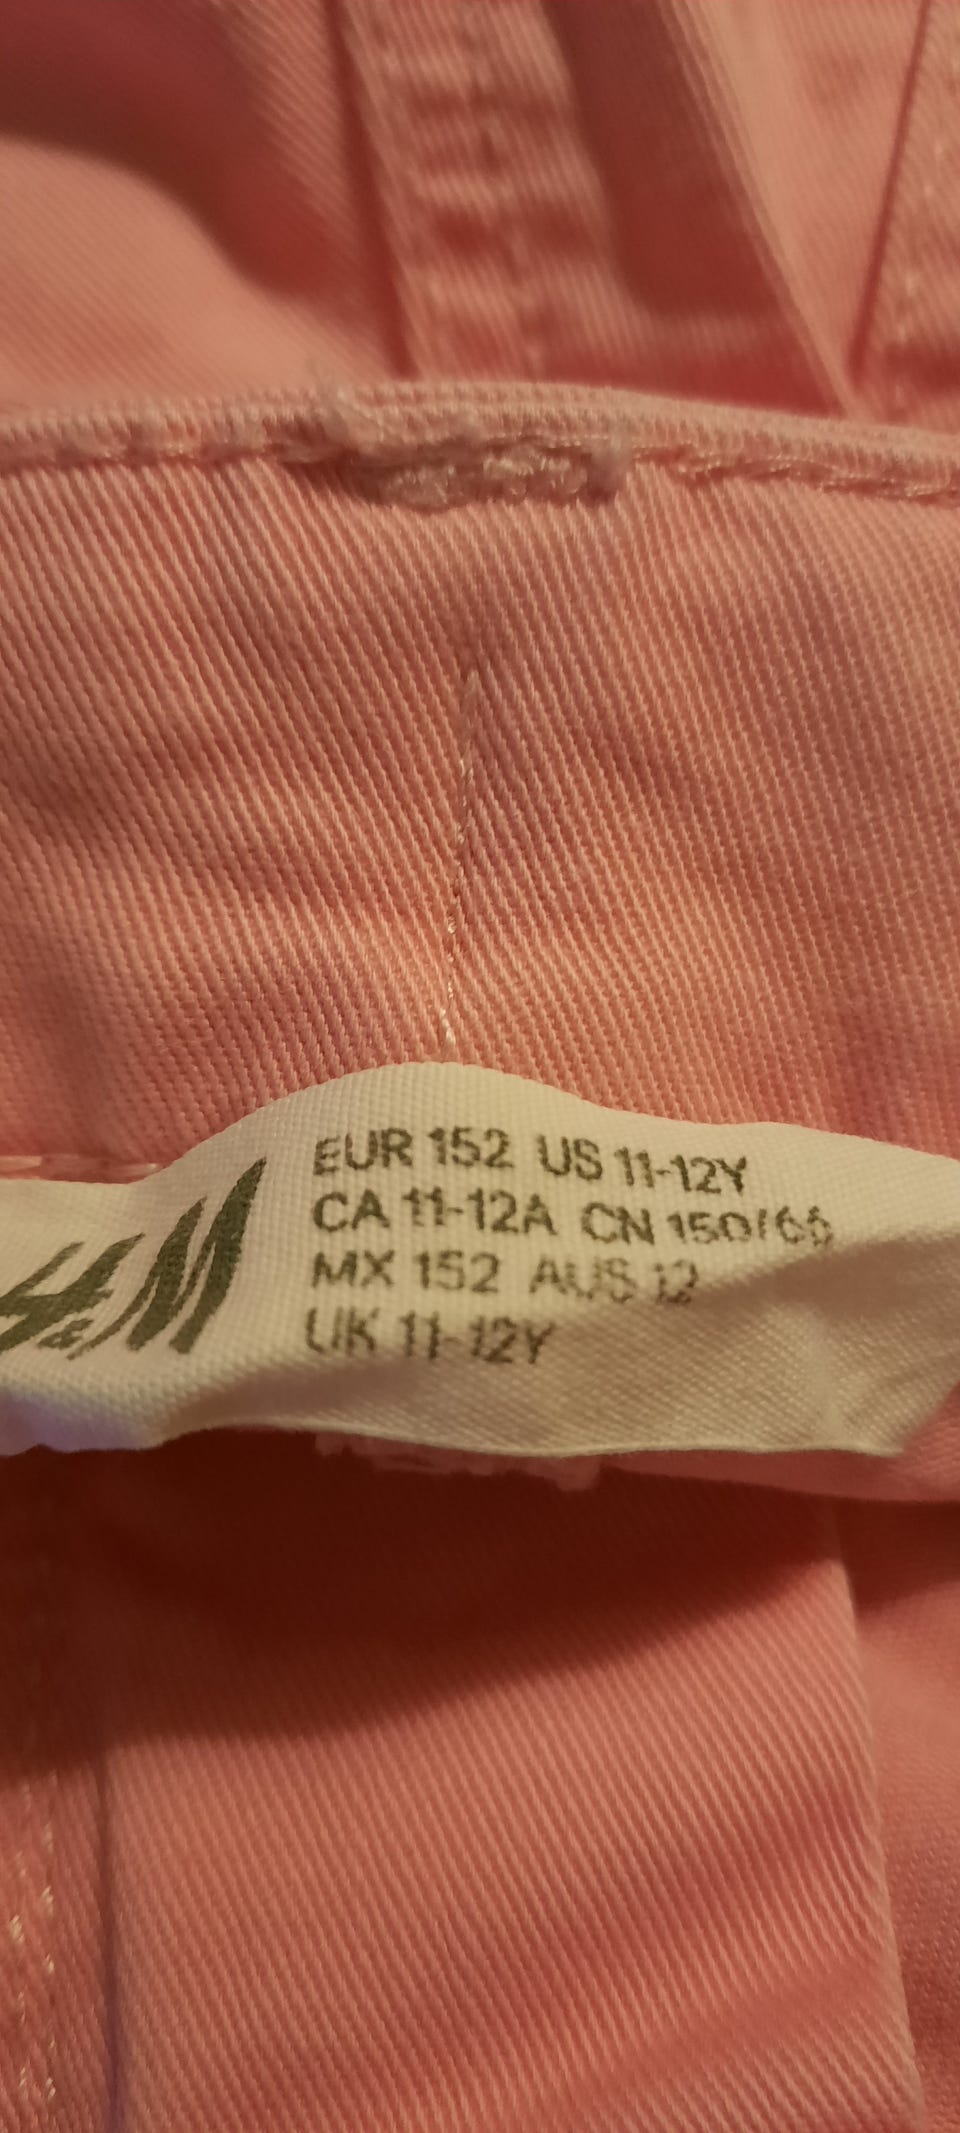 H&M
EUR 152 US 11-12Y
CA 11-12A CN 150/66
MX 152 AUS 12
UK 11-12Y